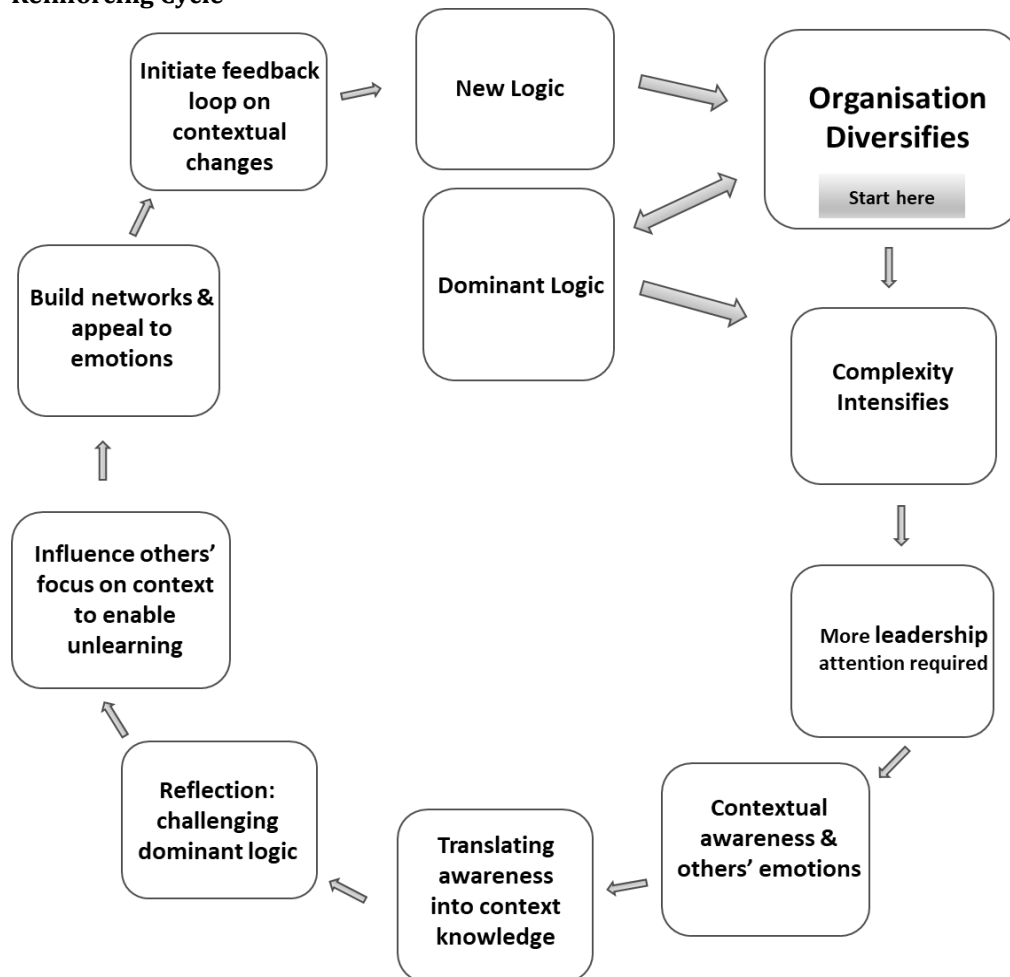 Reinforcing Cycle
Initiate feedback
loop on
contextual
changes
New Logic
Organisation
Diversifies
Start here
Dominant Logic
Build networks &
appeal to
emotions
Complexity
Intensifies
Influence others’
focus on context
to enable
unlearning
More leadership
attention required
Reflection:
challenging
dominant logic
Translating
awareness
into context
knowledge
Contextual
awareness &
others’ emotions